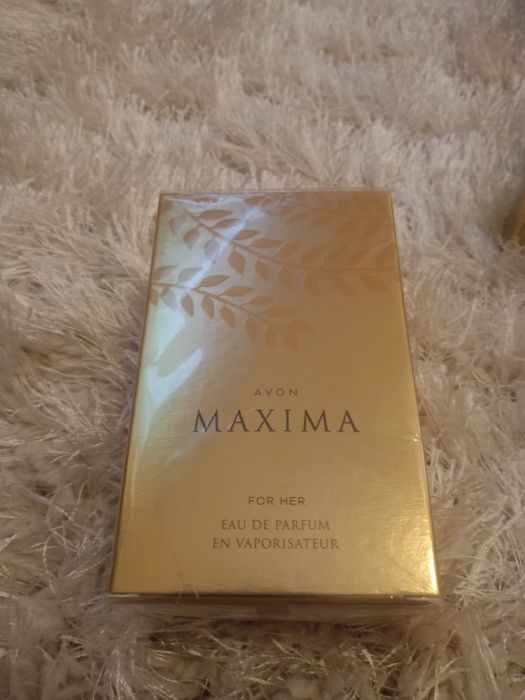 AVON
MAXIMA
FOR HER
EAU DE PARFUM
EN VAPORISATEUR